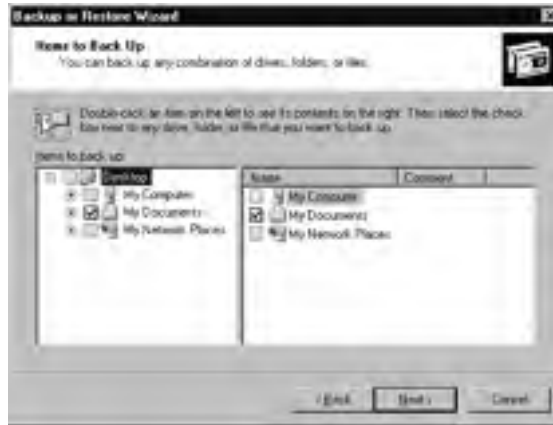 Backup or Restore Wizard
Items to Back Up
You can back up any combination of drives, folders, or files.
Double-click an item on the left to see its contents on the right. Then select the check
box next to any drive, folder, or file that you want to back up.
Items to back up:
Desktop
My Computer
My Documents
My Network Places
Name Comment
My Computer
My Documents
My Network Places
< Back Next > Cancel